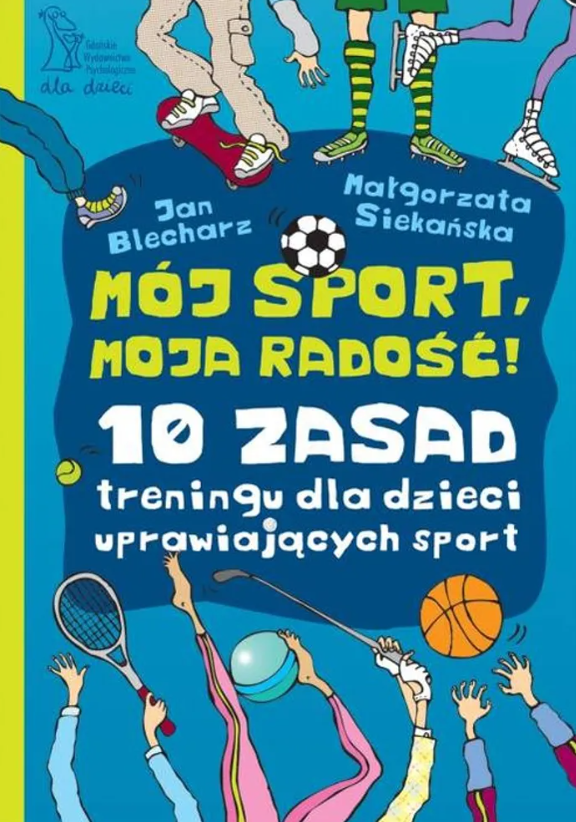 Gdańskie
Wydawnictwo
Psychologiczne
dla dzieci
Jan
Blecharz
Małgorzata
Siekańska
MÓJ SPORT,
MOJA RADOŚĆ!
10 ZASAD
treningu dla dzieci
uprawiających sport